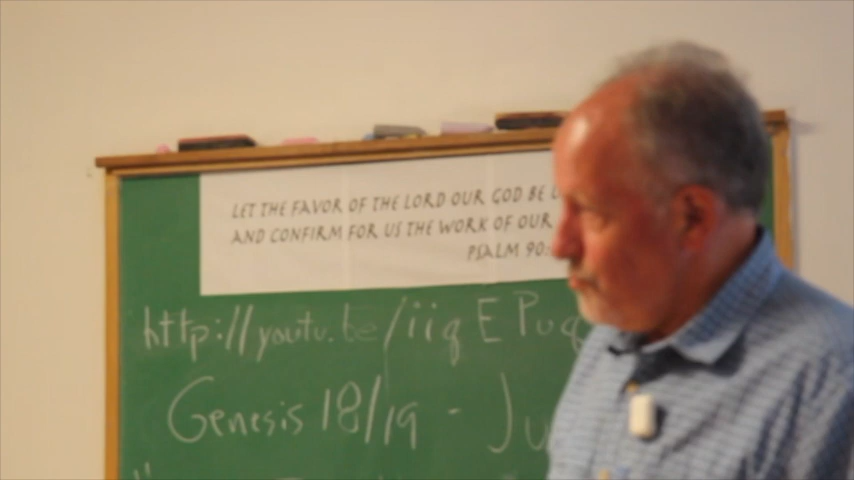 LET THE FAVOR OF THE LORD OUR GOD BE
AND CONFIRM FOR US THE WORK OF OUR
PSALM 90:
http://youtu.be/iiqEPuq
Genesis 18/19 - Ju